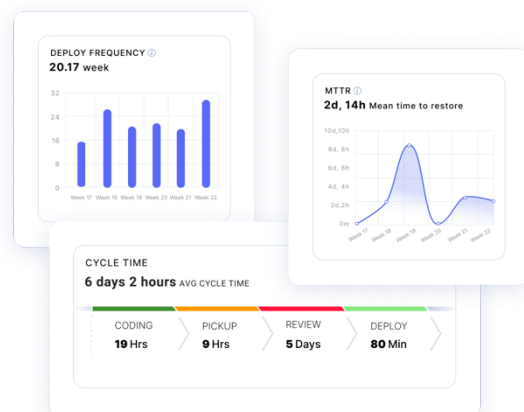 DEPLOY FREQUENCY
20.17 week
32
24
16
8
0
Week 17 Week 18 Week 19 Week 20 Week 21 Week 22
MTTR
2d, 14h Mean time to restore
10d,10h
8d, 8h
6d, 6h
4d, 4h
2d,2h
0m
Week 17 Week 18 Week 19 Week 20 Week 21 Week 22
CYCLE TIME
6 days 2 hours AVG CYCLE TIME
CODING PICKUP REVIEW DEPLOY
19 Hrs 9 Hrs 5 Days 80 Min